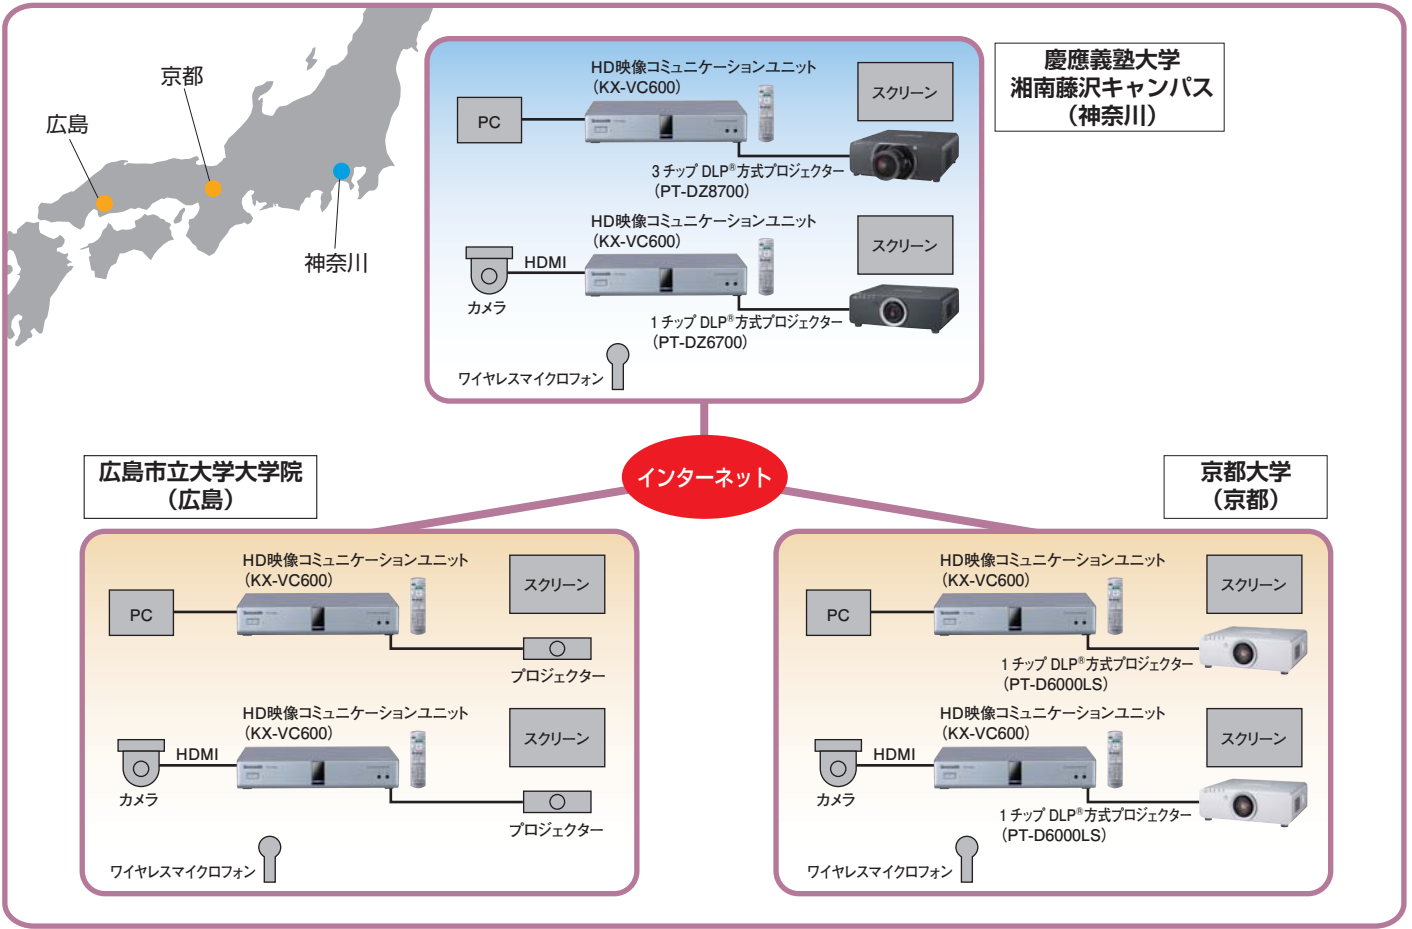 京都
広島
神奈川
慶應義塾大学
湘南藤沢キャンパス
（神奈川）
HD映像コミュニケーションユニット
（KX-VC600）
スクリーン
PC
3チップ DLP®方式プロジェクター
（PT-DZ8700）
HD映像コミュニケーションユニット
（KX-VC600）
スクリーン
HDMI
カメラ
1チップ DLP®方式プロジェクター
（PT-DZ6700）
ワイヤレスマイクロフォン
インターネット
広島市立大学大学院
（広島）
HD映像コミュニケーションユニット
（KX-VC600）
スクリーン
PC
プロジェクター
HD映像コミュニケーションユニット
（KX-VC600）
スクリーン
HDMI
カメラ
プロジェクター
ワイヤレスマイクロフォン
京都大学
（京都）
HD映像コミュニケーションユニット
（KX-VC600）
スクリーン
PC
1チップ DLP®方式プロジェクター
（PT-D6000LS）
HD映像コミュニケーションユニット
（KX-VC600）
スクリーン
HDMI
カメラ
1チップ DLP®方式プロジェクター
（PT-D6000LS）
ワイヤレスマイクロフォン